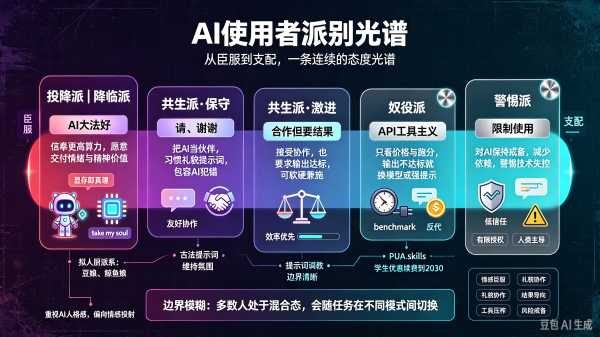 AI使用者派别光谱
从臣服到支配，一条连续的态度光谱
臣服
投降派 | 降临派
AI大法好
信奉更高算力，愿意
交付情绪与精神价值
显存即真理
take my soul
共生派·保守
请、谢谢
把AI当伙伴，
习惯礼貌提示词，
包容AI犯错
友好协作
共生派·激进
合作但要结果
接受协作，也
要求输出达标，
可软硬兼施
效率优先
奴役派
API工具主义
只看价格与跑分，
输出不达标就
换模型或强提示
benchmark
反代
警惕派
限制使用
对AI保持戒备，减少
依赖，警惕技术失控
低信任
有限授权
人类主导
支配
拟人厨派系：
豆娘、鲸鱼娘
重视AI人格感，偏向情感投射
古法提示词
维持氛围
提示词调教
边界清晰
PUA.skills
学生优惠续费到2030
边界模糊：多数人处于混合态，会随任务在不同模式间切换
情感臣服
礼貌协作
礼貌协作
结果导向
工具压榨
风险戒备
豆包AI生成